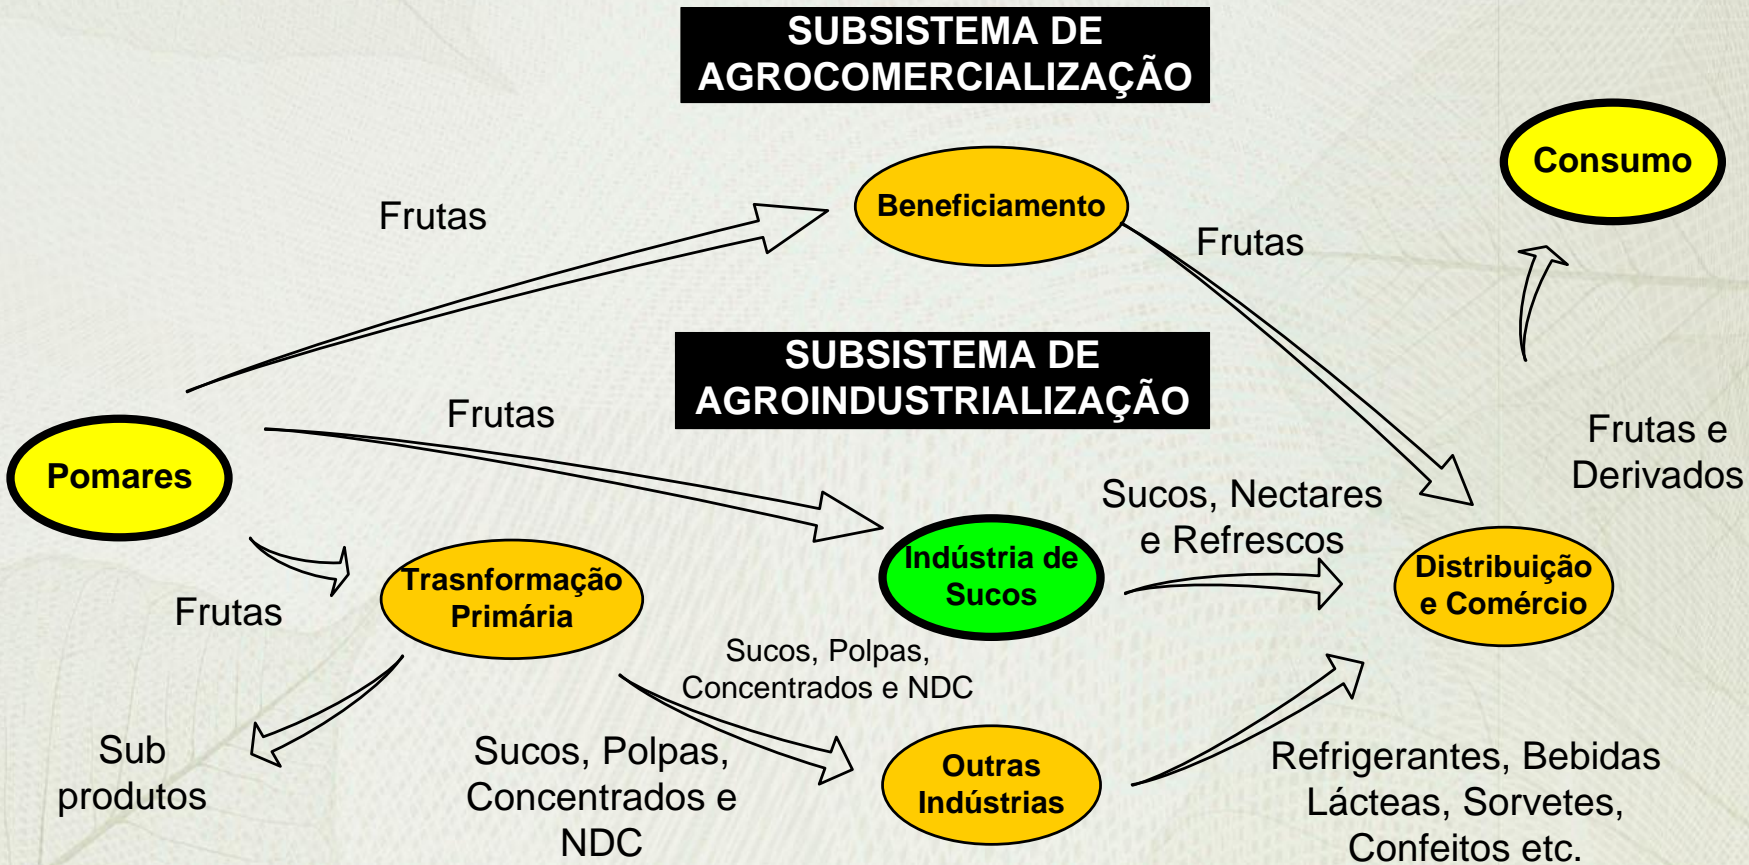 SUBSISTEMA DE
AGROCOMERCIALIZAÇÃO
Consumo
Beneficiamento
Frutas
Frutas
SUBSISTEMA DE
AGROINDUSTRIALIZAÇÃO
Frutas
Frutas e
Derivados
Pomares
Sucos, Nectares
e Refrescos
Indústria de
Sucos
Distribuição
e Comércio
Trasnformação
Primária
Frutas
Sucos, Polpas,
Concentrados e NDC
Sub
produtos
Sucos, Polpas,
Concentrados e
NDC
Outras
Indústrias
Refrigerantes, Bebidas
Lácteas, Sorvetes,
Confeitos etc.